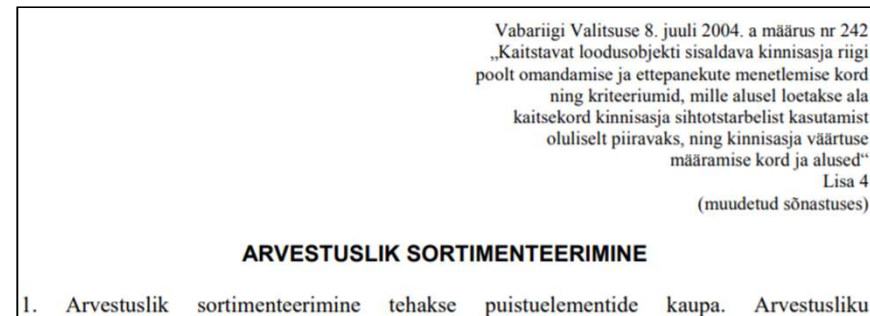 Vabariigi Valitsuse 8. juuli 2004. a määrus nr 242
„Kaitstavat loodusobjekti sisaldava kinnisasja riigi
poolt omandamise ja ettepanekute menetlemise kord
ning kriteeriumid, mille alusel loetakse ala
kaitsekord kinnisasja sihtotstarbelist kasutamist
oluliselt piiravaks, ning kinnisasja väärtuse
määramise kord ja alused“
Lisa 4
(muudetud sõnastuses)
ARVESTUSLIK SORTIMENTEERIMINE
1. Arvestuslik sortimenteerimine tehakse puistuelementide kaupa. Arvestusliku